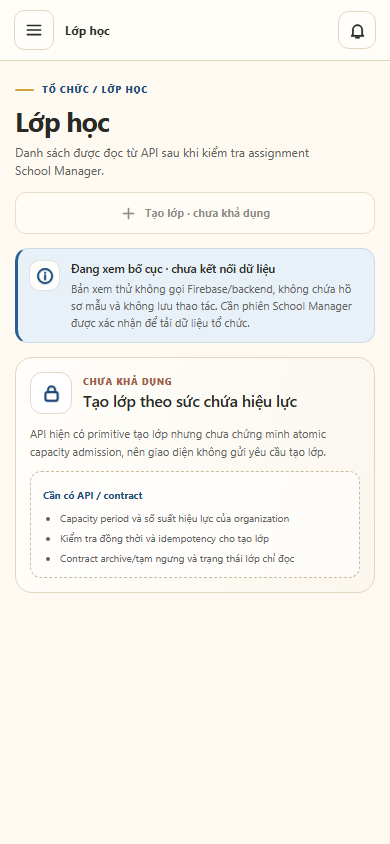 Lớp học
TỔ CHỨC / LỚP HỌC
Lớp học
Danh sách được đọc từ API sau khi kiểm tra assignment
School Manager.
Tạo lớp · chưa khả dụng
Đang xem bố cục · chưa kết nối dữ liệu
Bản xem thử không gọi Firebase/backend, không chứa hồ
sơ mẫu và không lưu thao tác. Cần phiên School Manager
được xác nhận để tải dữ liệu tổ chức.
CHƯA KHẢ DỤNG
Tạo lớp theo sức chứa hiệu lực
API hiện có primitive tạo lớp nhưng chưa chứng minh atomic
capacity admission, nên giao diện không gửi yêu cầu tạo lớp.
Cần có API / contract
Capacity period và số suất hiệu lực của organization
Kiểm tra đồng thời và idempotency cho tạo lớp
Contract archive/tạm ngưng và trạng thái lớp chỉ đọc